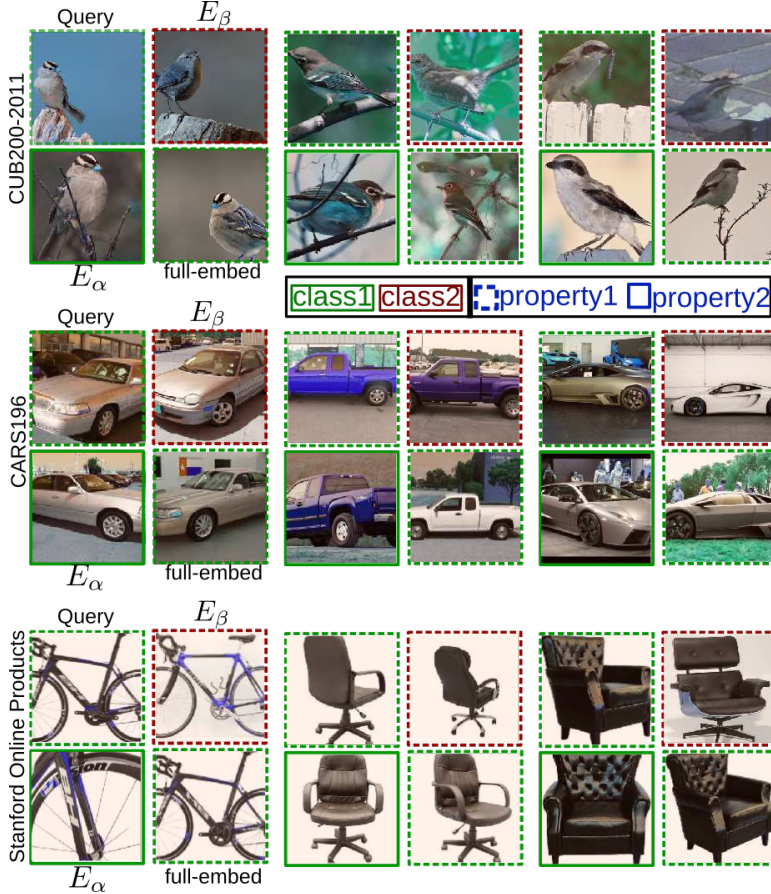 Query
E_β
CUB200-2011
E_α
full-embed
class1 class2 property1 property2
Query
E_β
CARS196
E_α
full-embed
Query
E_β
Stanford Online Products
E_α
full-embed